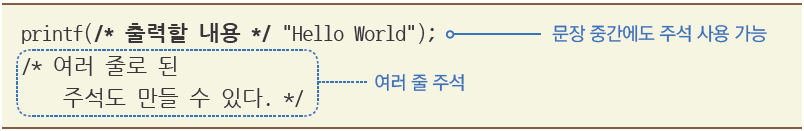 printf(/* 출력할 내용 */ "Hello World"); 문장 중간에도 주석 사용 가능
/* 여러 줄로 된
주석도 만들 수 있다. */ 여러 줄 주석